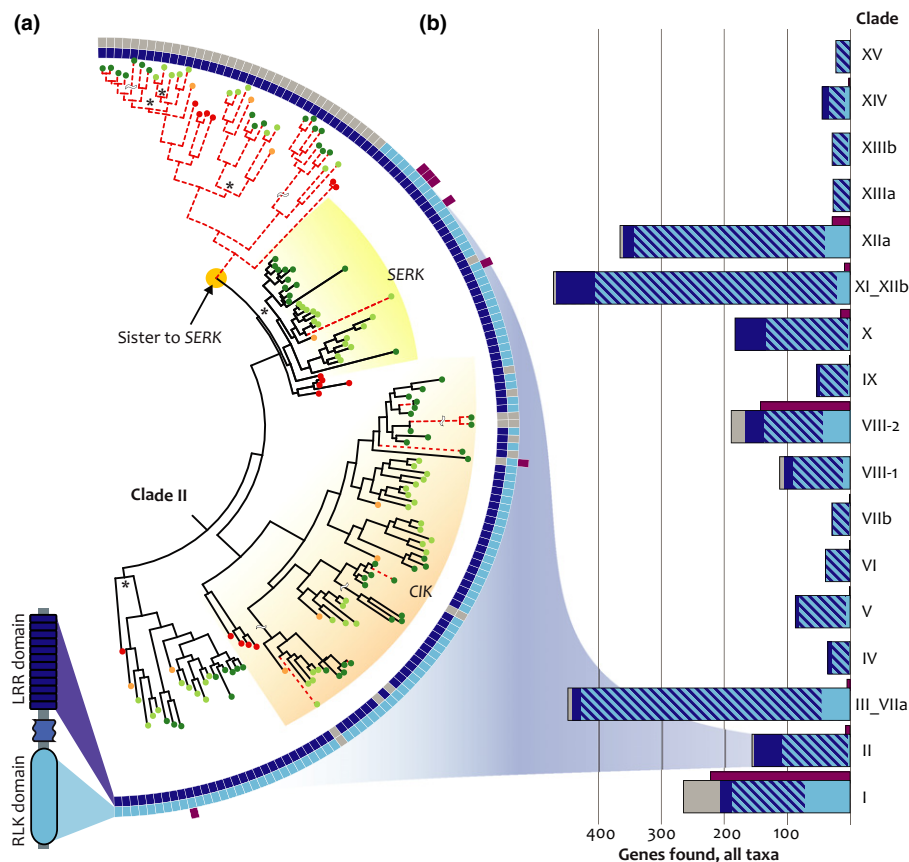 (a)
(b)
Clade
XV
XIV
XIIIb
XIIIa
XIIa
XI_XIIb
X
IX
VIII-2
VIII-1
VIIb
VI
V
IV
III_VIIa
II
I
400 300 200 100
Genes found, all taxa
SERK
Sister to SERK
Clade II
CIK
LRR domain
RLK domain
*
*
*
*
*